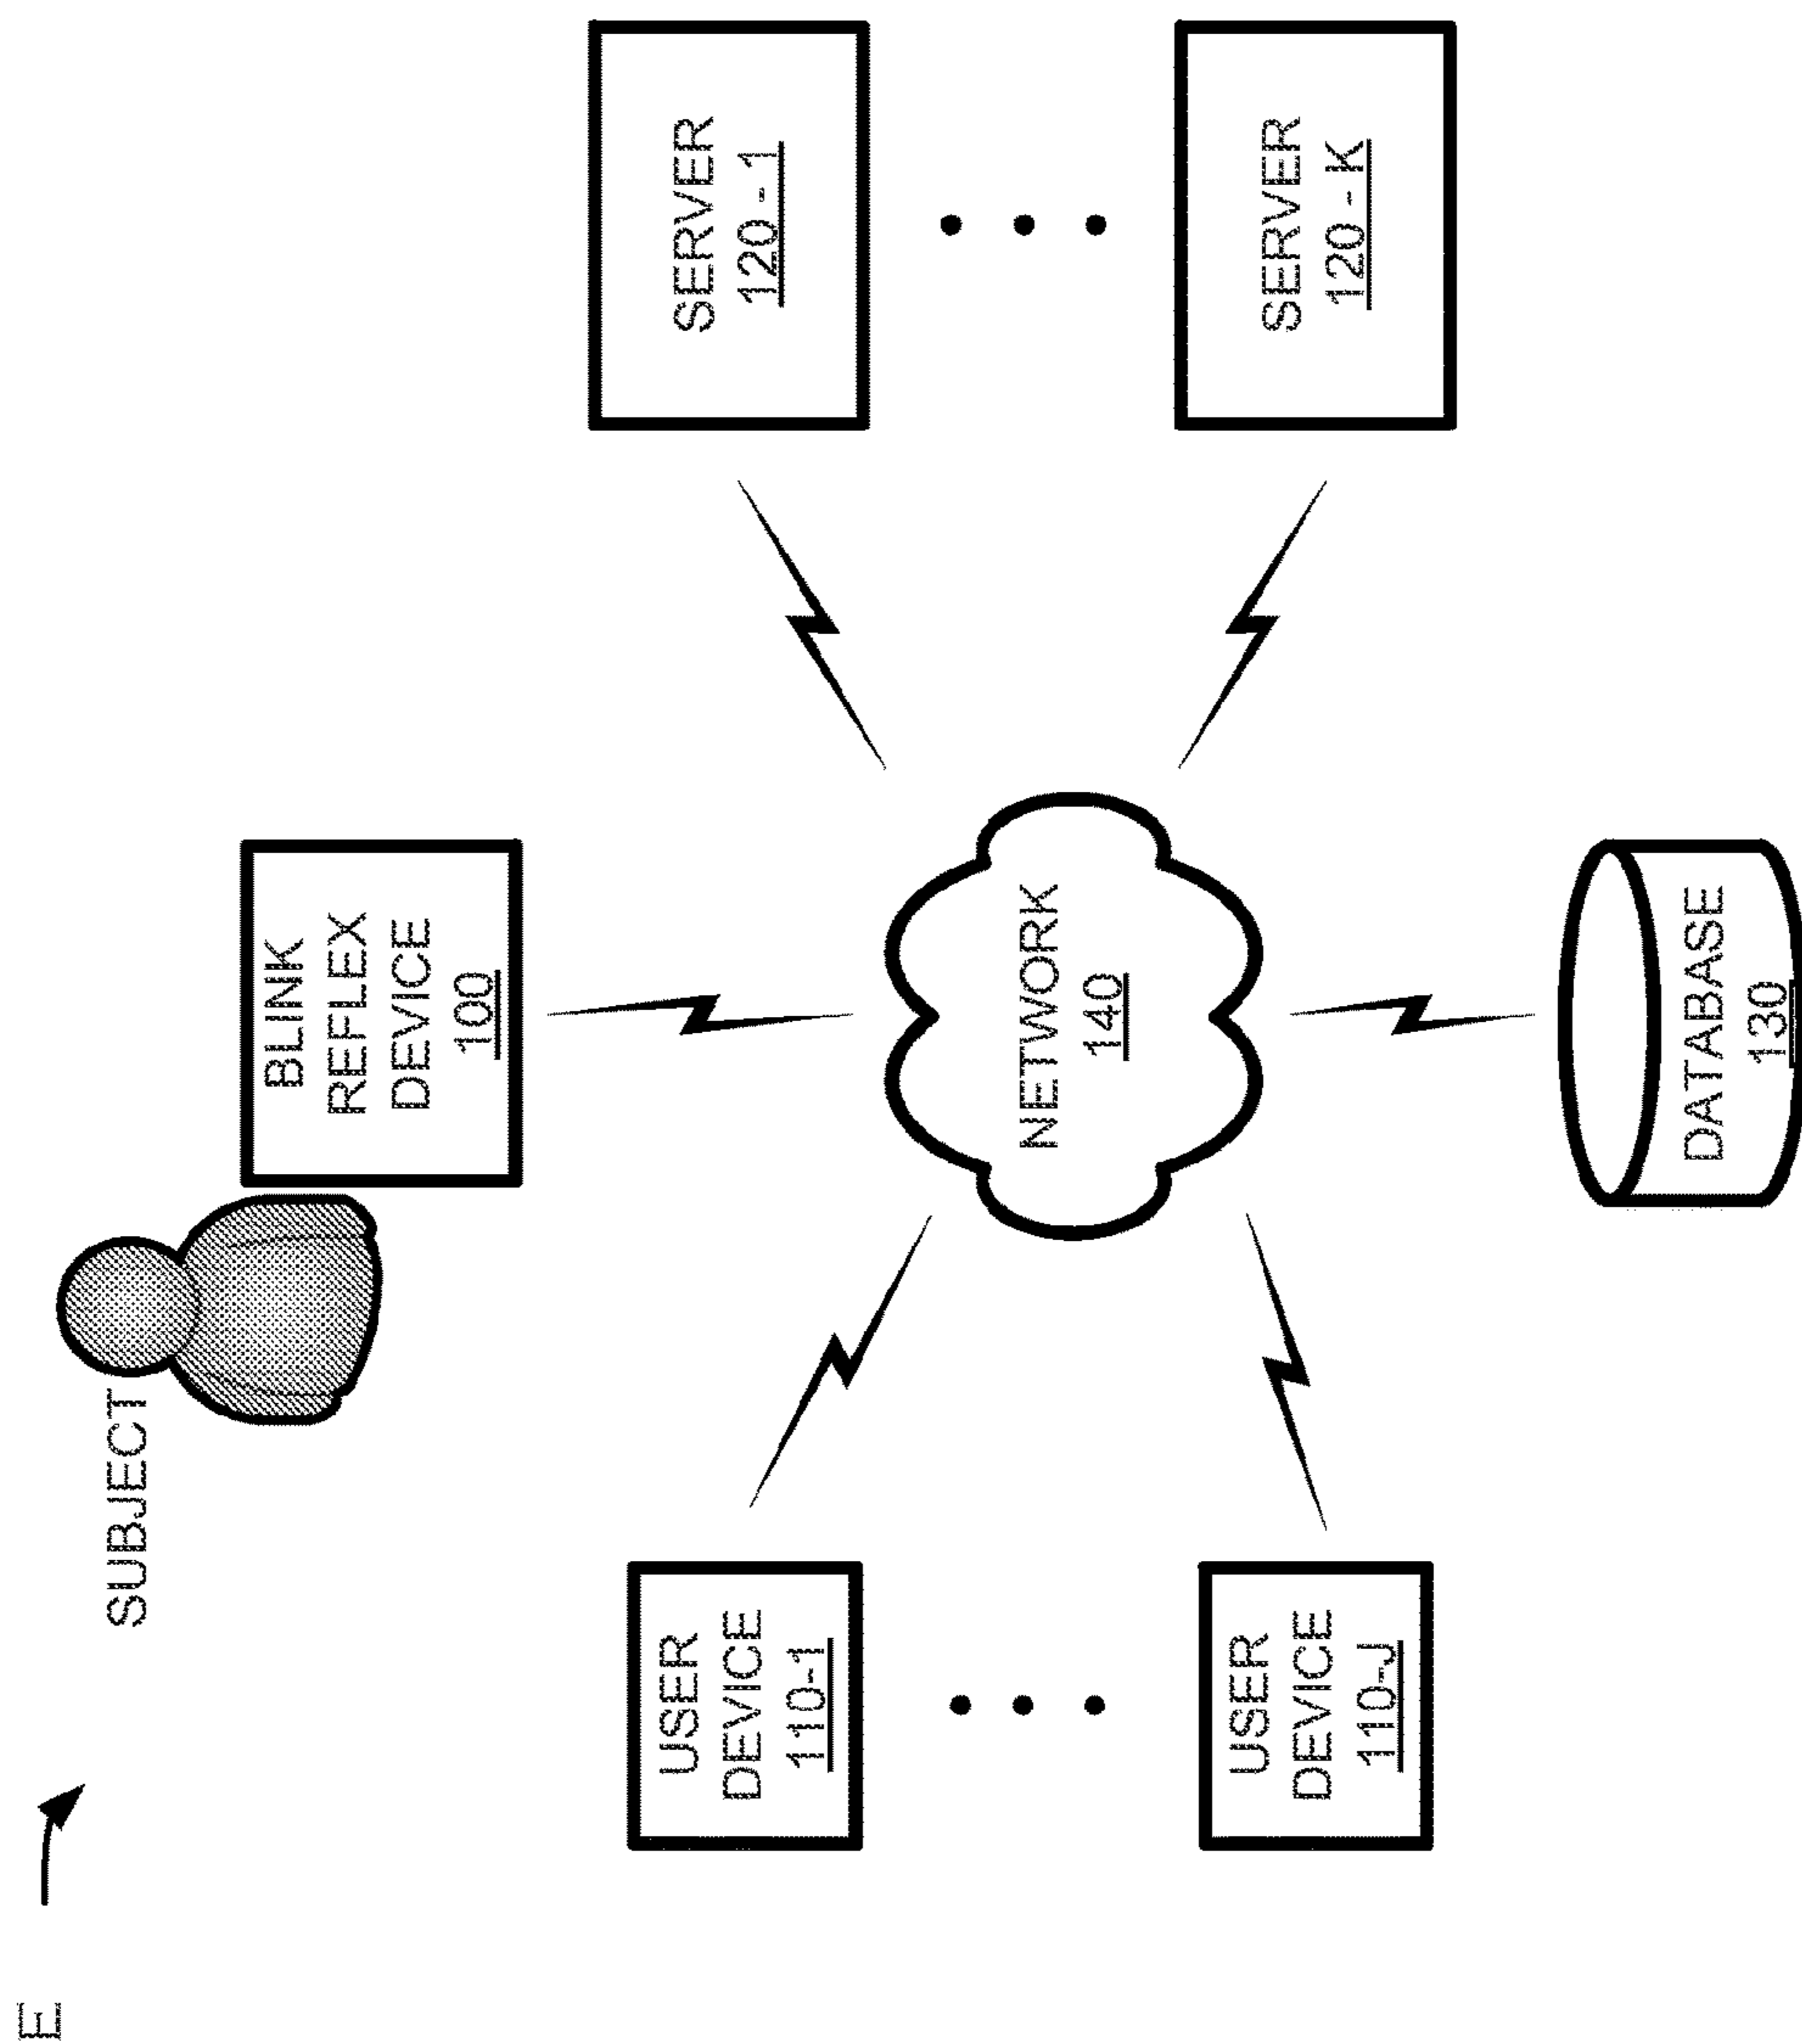 E
SUBJECT
BLINK
REFLEX
DEVICE
100
USER
DEVICE
110-1
SERVER
120 - 1
NETWORK
140
USER
DEVICE
110-J
SERVER
120 - K
DATABASE
130